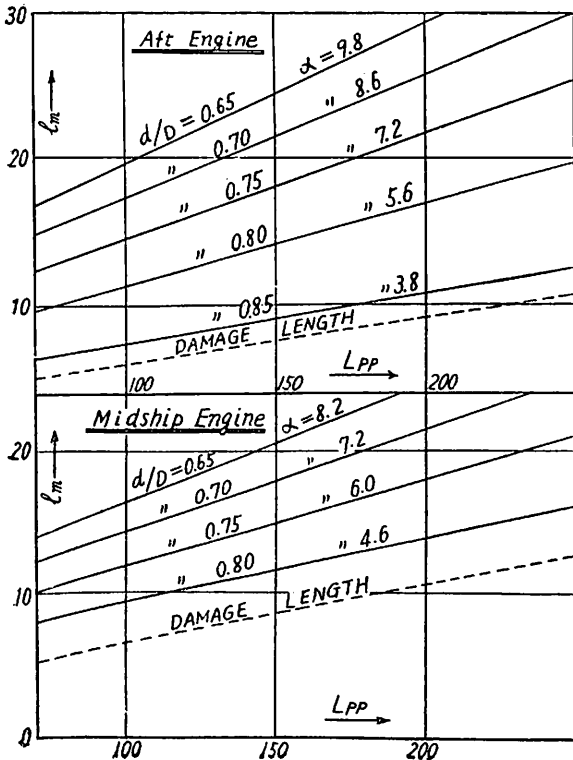 30
Aft Engine
lm
α = 9.8
d/D = 0.65
" 8.6
" 0.70
" 7.2
20
" 0.75
" 5.6
" 0.80
" 3.8
10
" 0.85
DAMAGE LENGTH
LPP
100
150
200
Midship Engine
α = 8.2
20
lm
d/D = 0.65
" 7.2
" 0.70
" 6.0
" 0.75
" 4.6
" 0.80
10
DAMAGE LENGTH
LPP
0
100
150
200